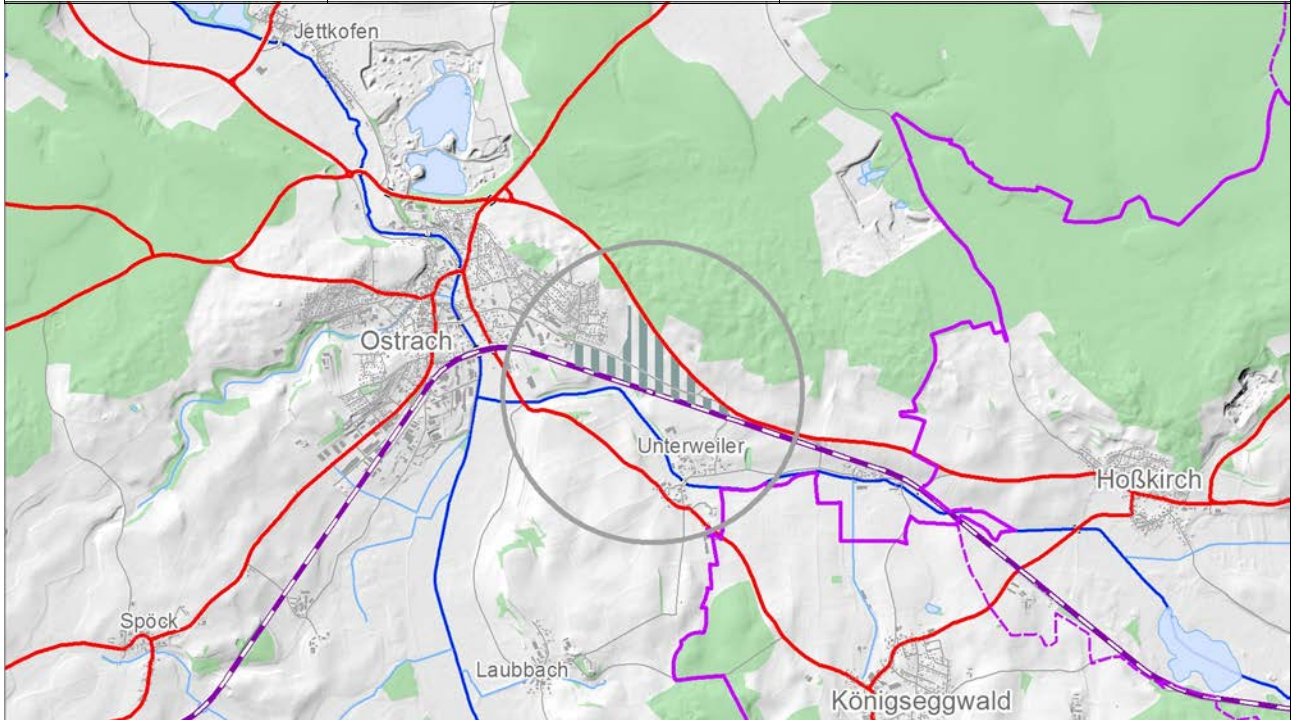 Jettkofen
Ostrach
Unterweiler
Hoßkirch
Spöck
Laubbach
Königseggwald